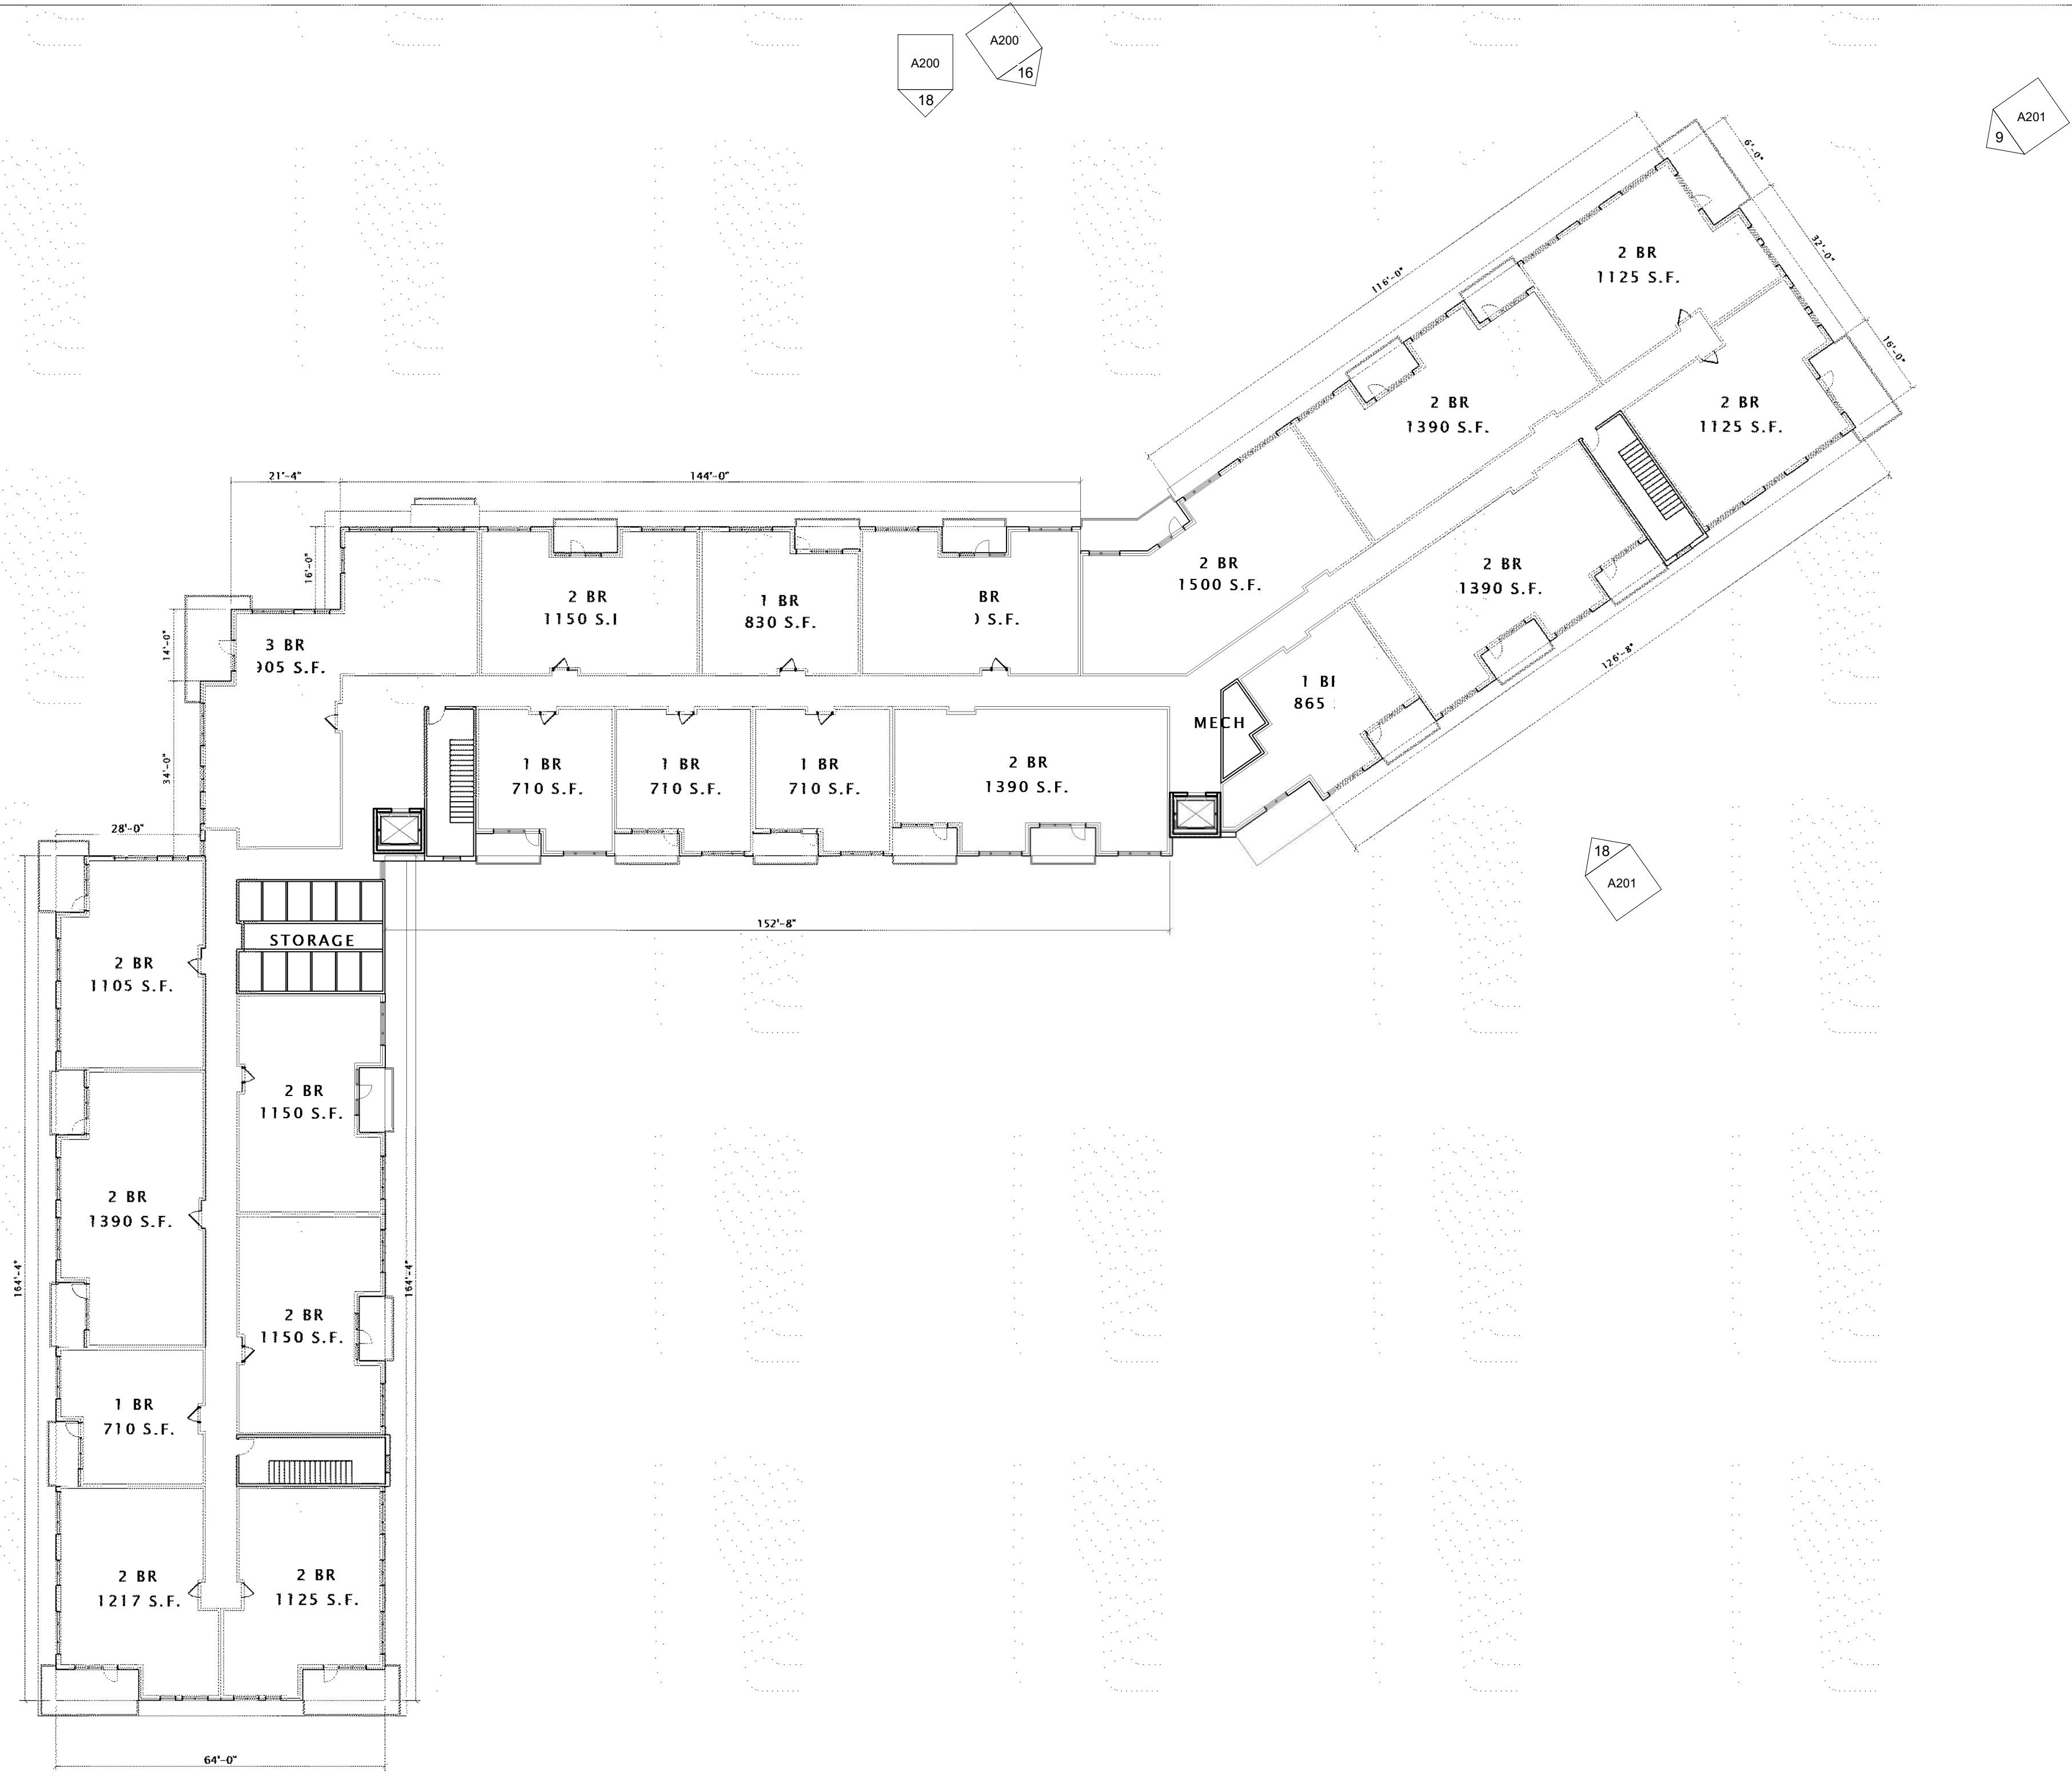 A200
18
A200
16
A201
9
6'-0"
116'-0"
32'-0"
2 BR
1125 S.F.
16'-0"
2 BR
1390 S.F.
2 BR
1125 S.F.
21'-4"
144'-0"
16'-0"
2 BR
1500 S.F.
2 BR
1390 S.F.
2 BR
1150 S.
1 BR
830 S.F.
BR
S.F.
14'-0"
3 BR
905 S.F.
126'-8"
1 B
865
MECH
34'-0"
1 BR
710 S.F.
1 BR
710 S.F.
1 BR
710 S.F.
2 BR
1390 S.F.
28'-0"
18
A201
152'-8"
STORAGE
2 BR
1105 S.F.
2 BR
1150 S.F.
2 BR
1390 S.F.
164'-4"
164'-4"
2 BR
1150 S.F.
1 BR
710 S.F.
2 BR
1217 S.F.
2 BR
1125 S.F.
64'-0"